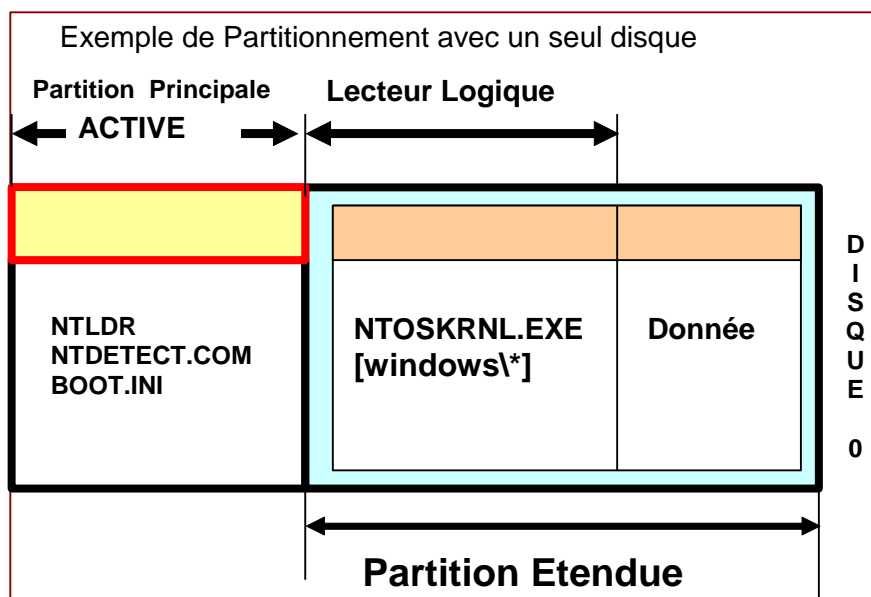 Exemple de Partitionnement avec un seul disque
Partition Principale
ACTIVE
Lecteur Logique
NTLDR
NTDETECT.COM
BOOT.INI
NTOSKRNL.EXE
[windows\*]
Donnée
DISQUE 0
Partition Etendue